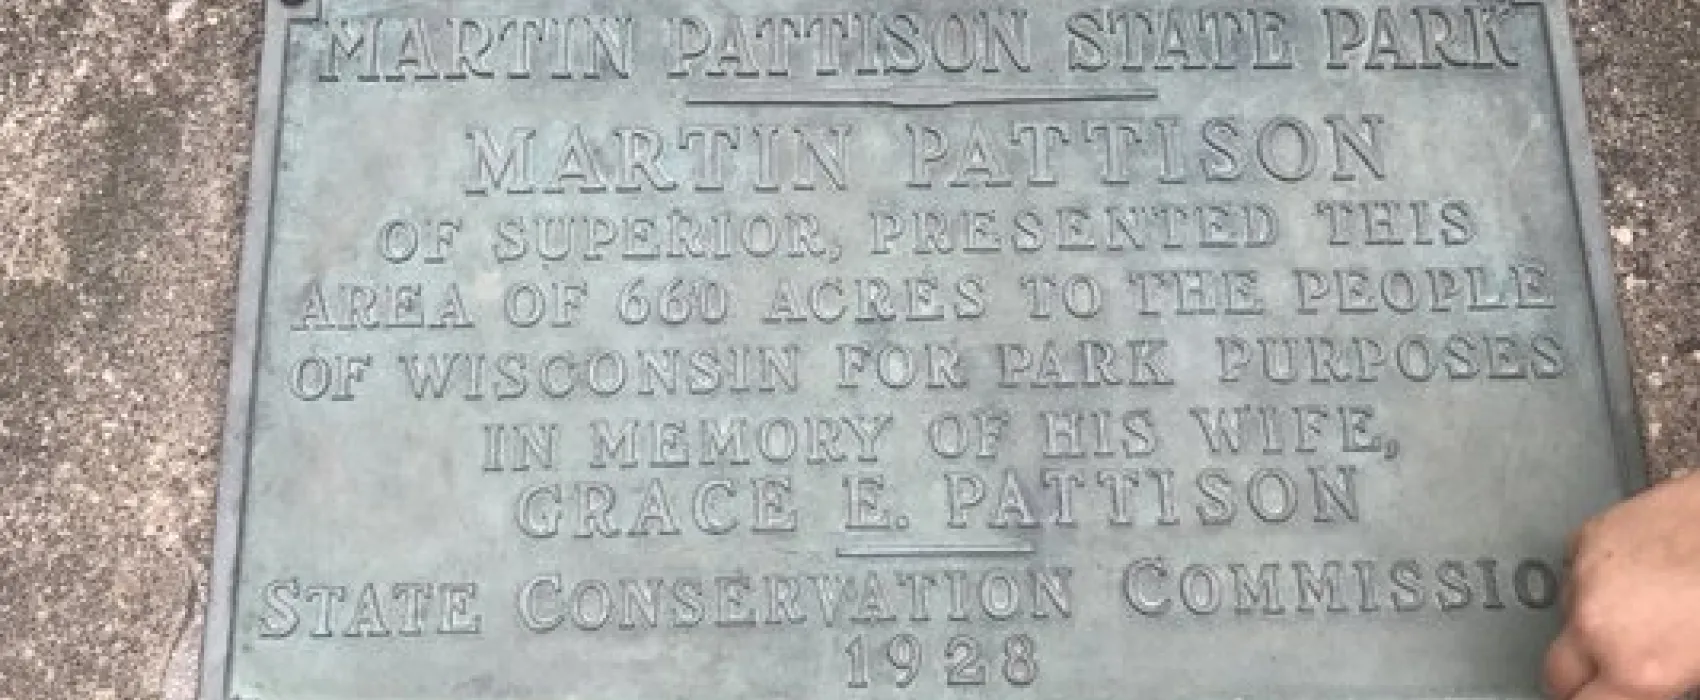 MARTIN PATTISON STATE PARK
MARTIN PATTISON
OF SUPERIOR, PRESENTED THIS
AREA OF 660 ACRES TO THE PEOPLE
OF WISCONSIN FOR PARK PURPOSES
IN MEMORY OF HIS WIFE,
GRACE E. PATTISON
STATE CONSERVATION COMMISSIO
1928